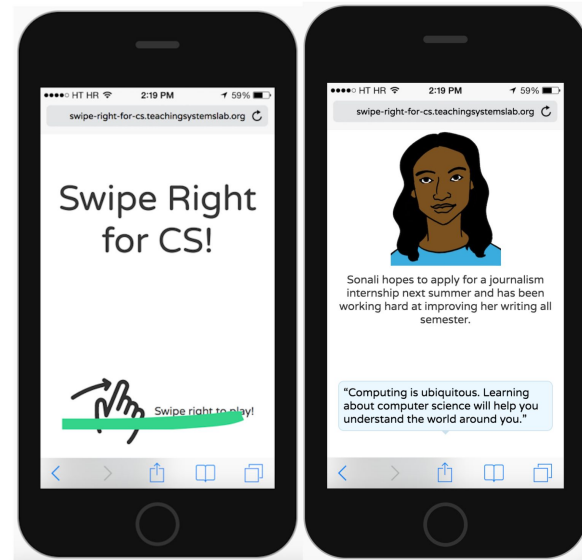 HT HR 2:19 PM 59%
swipe-right-for-cs.teachingsystemslab.org
Swipe Right
for CS!
Swipe right to play!
HT HR 2:19 PM 59%
swipe-right-for-cs.teachingsystemslab.org
Sonali hopes to apply for a journalism
internship next summer and has been
working hard at improving her writing all
semester.
“Computing is ubiquitous. Learning
about computer science will help you
understand the world around you.”